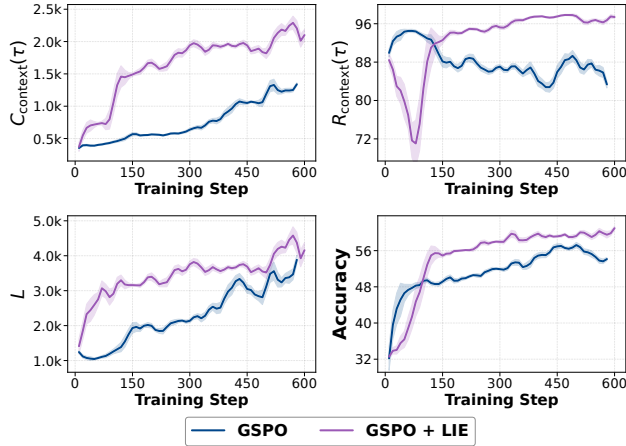 C_context(τ)
2.5k
2.0k
1.5k
1.0k
0.5k
0 150 300 450 600
Training Step
R_context(τ)
96
88
80
72
0 150 300 450 600
Training Step
L
5.0k
4.0k
3.0k
2.0k
1.0k
0 150 300 450 600
Training Step
Accuracy
56
48
40
32
0 150 300 450 600
Training Step
GSPO GSPO + LIE